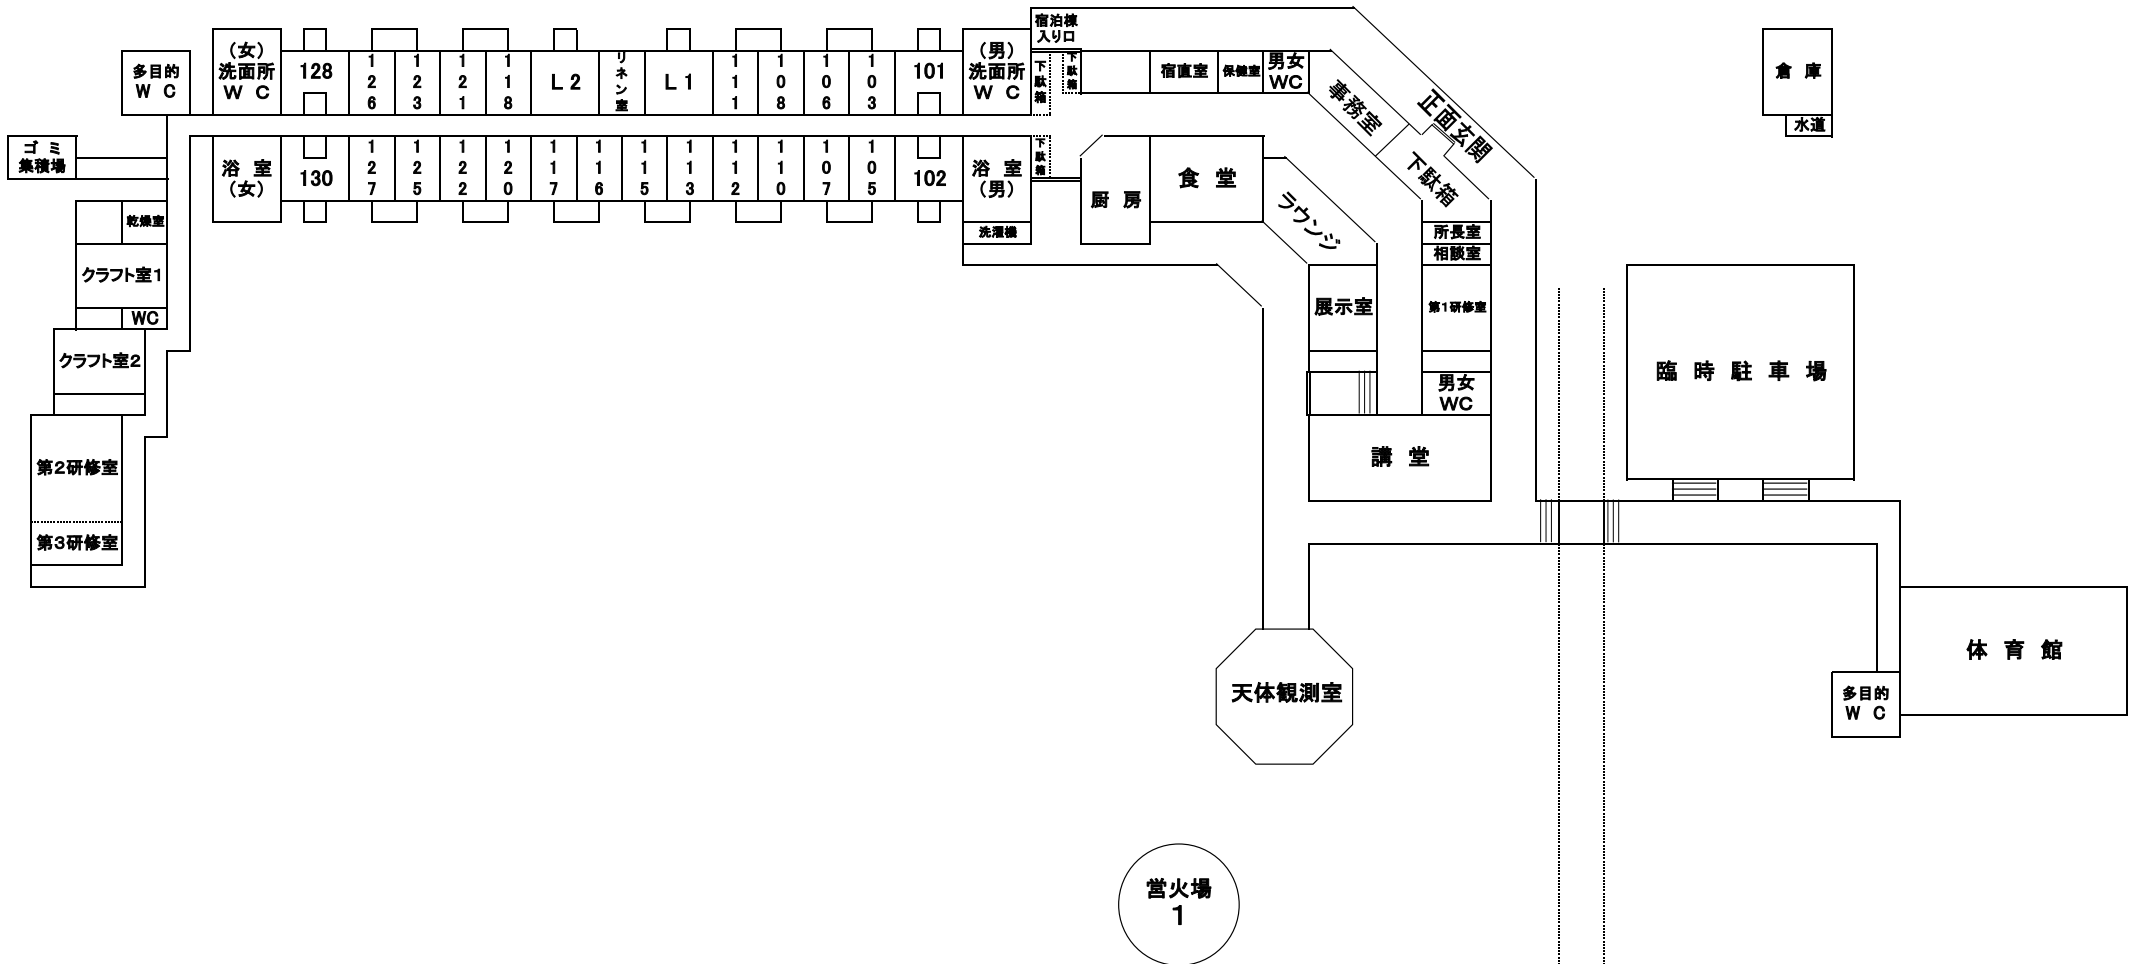 宿泊棟
入り口
（女）
洗面所
W C
128
126
123
121
118
L 2
リネン室
L 1
111
108
106
103
101
（男）
洗面所
W C
下駄箱
下駄箱
宿直室
保健室
男女
WC
事務室
正面玄関
下駄箱
倉 庫
水道
多目的
W C
ゴ ミ
集積場
浴 室
（女）
130
127
125
122
120
117
116
115
113
112
110
107
105
102
浴 室
（男）
洗濯機
下駄箱
厨 房
食 堂
ラウンジ
所長室
相談室
展示室
第1研修室
男女
WC
講 堂
乾燥室
クラフト室1
WC
クラフト室2
第2研修室
第3研修室
臨 時 駐 車 場
体 育 館
多目的
W C
天体観測室
営火場
1